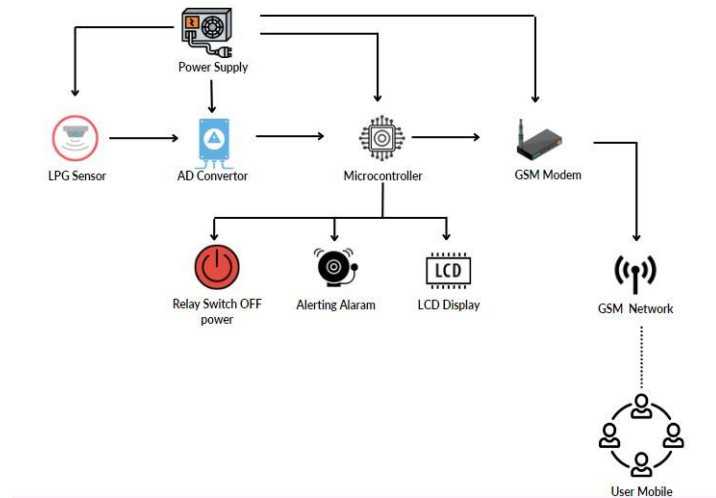 Power Supply
LPG Sensor
AD Convertor
Microcontroller
GSM Modem
Relay Switch OFF
power
Alerting Alaram
LCD
LCD Display
GSM Network
User Mobile